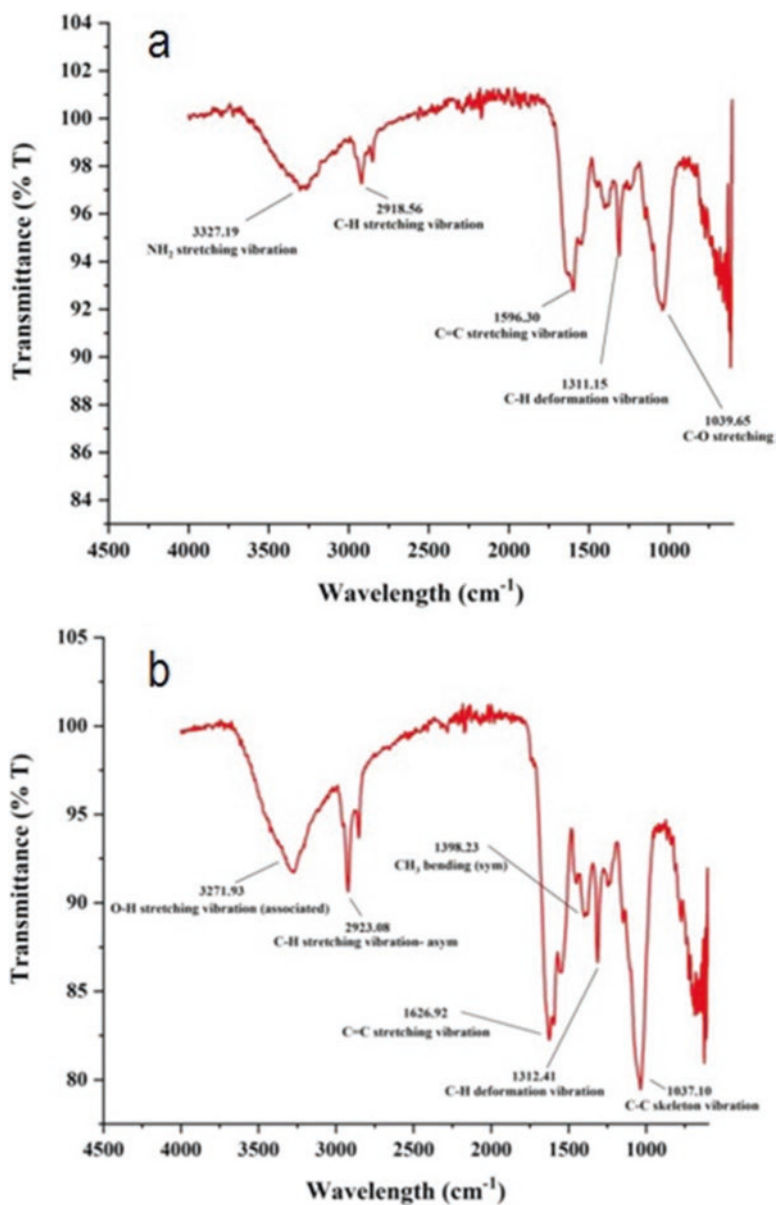 a
104
102
100
98
96
94
92
90
88
86
84
Transmittance (% T)
3327.19
NH2 stretching vibration
2918.56
C-H stretching vibration
1596.30
C=C stretching vibration
1311.15
C-H deformation vibration
1039.65
C-O stretching
4500 4000 3500 3000 2500 2000 1500 1000
Wavelength (cm-1)
b
105
100
95
90
85
80
Transmittance (% T)
3271.93
O-H stretching vibration (associated)
2923.08
C-H stretching vibration- asym
1398.23
CH3 bending (sym)
1626.92
C=C stretching vibration
1312.41
C-H deformation vibration
1037.10
C-C skeleton vibration
4500 4000 3500 3000 2500 2000 1500 1000
Wavelength (cm-1)